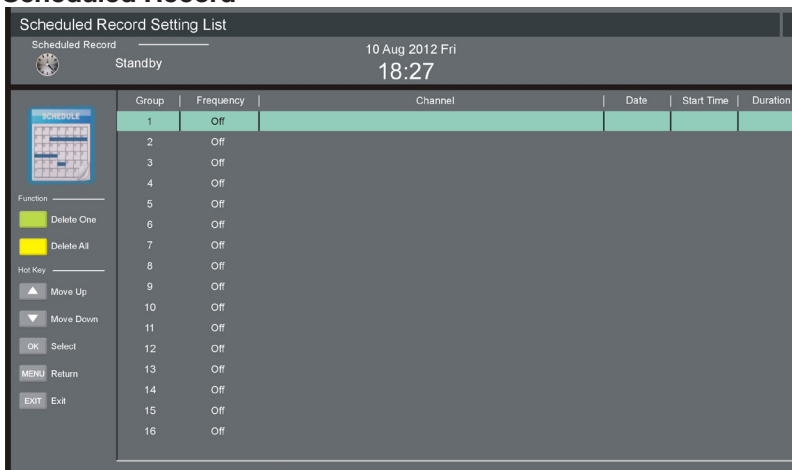 Scheduled Record
Scheduled Record Setting List
Scheduled Record
Standby
10 Aug 2012 Fri
18:27
SCHEDULE
Function
Delete One
Delete All
Hot Key
Move Up
Move Down
OK Select
MENU Return
EXIT Exit
Group | Frequency | Channel | Date | Start Time | Duration
1 Off
2 Off
3 Off
4 Off
5 Off
6 Off
7 Off
8 Off
9 Off
10 Off
11 Off
12 Off
13 Off
14 Off
15 Off
16 Off